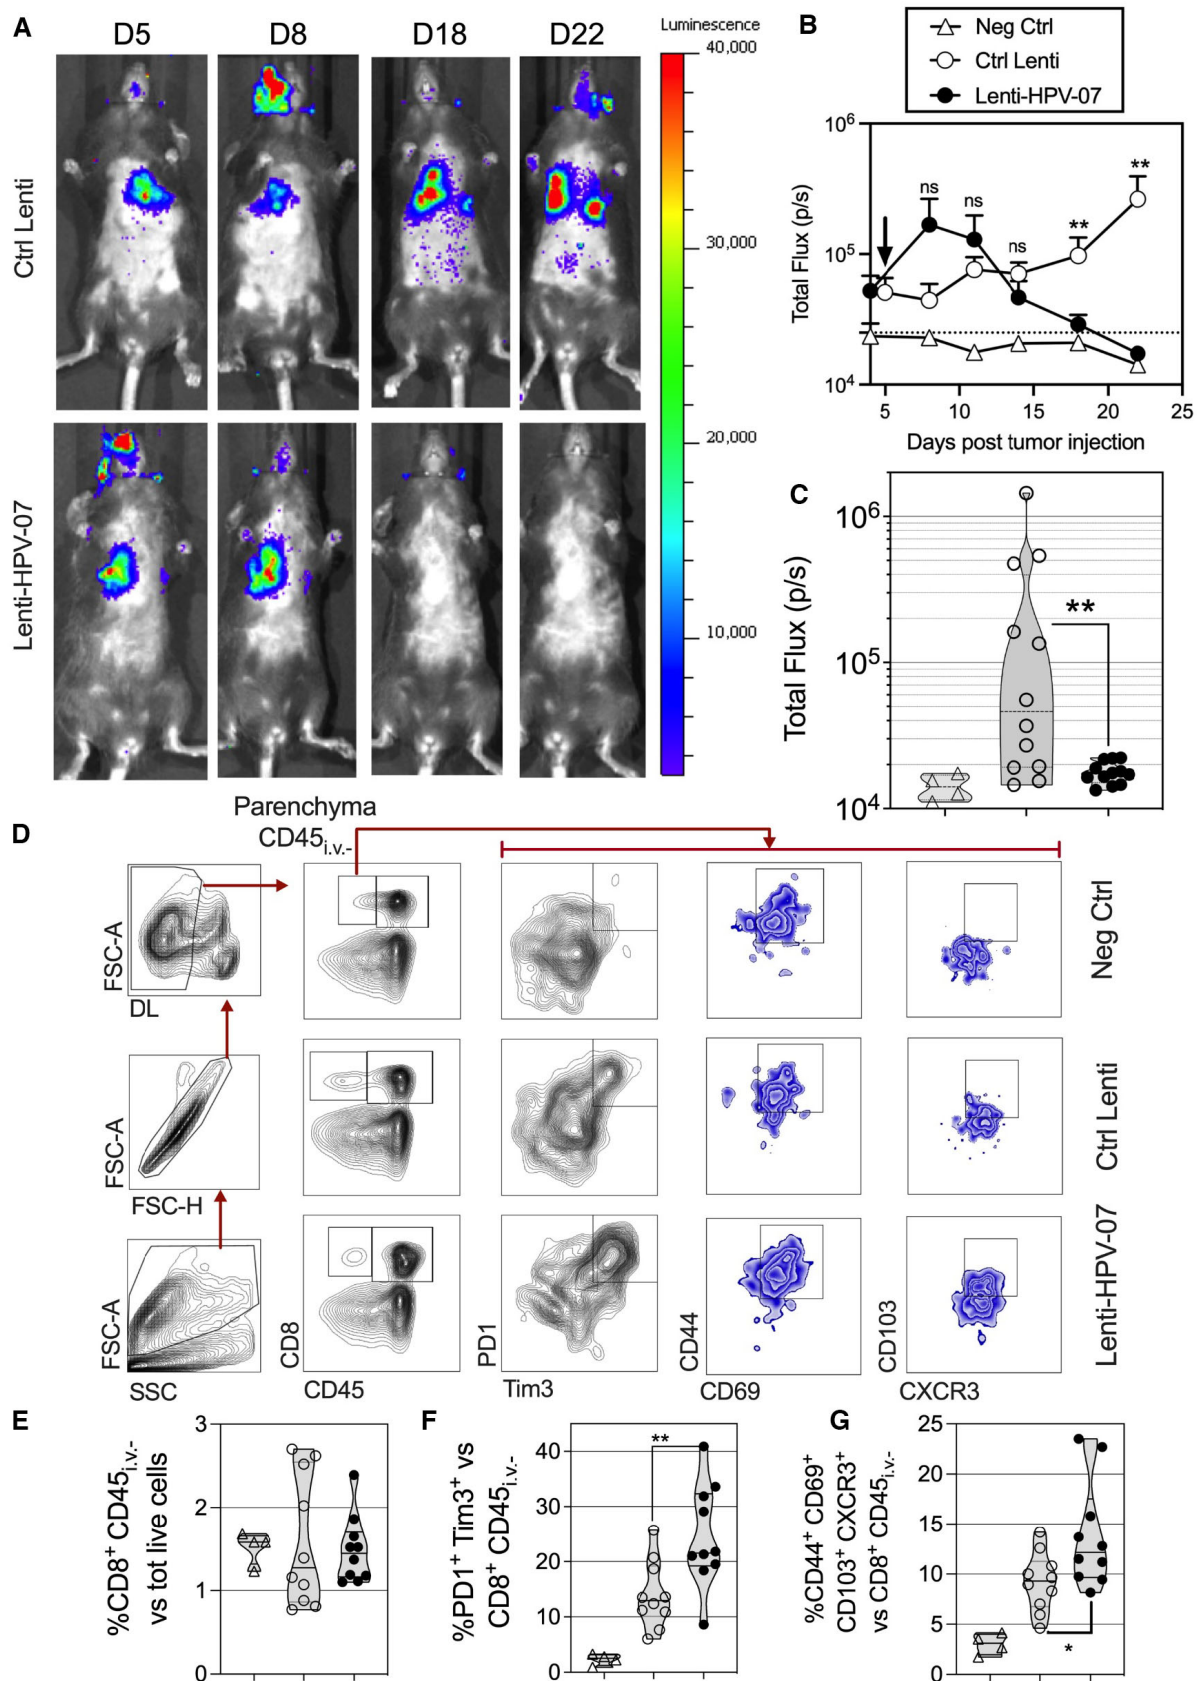 A
D5 D8 D18 D22
Luminescence
40,000
30,000
20,000
10,000
Ctrl Lenti
Lenti-HPV-07
B
Neg Ctrl
Ctrl Lenti
Lenti-HPV-07
Total Flux (p/s)
10⁶
10⁵
10⁴
ns
ns
ns
**
**
5 10 15 20 25
Days post tumor injection
C
Total Flux (p/s)
10⁶
10⁵
10⁴
**
D
Parenchyma
CD45i.v.-
FSC-A
DL
FSC-A
FSC-H
FSC-A
SSC
CD8
CD45
PD1
Tim3
CD44
CD69
CD103
CXCR3
Neg Ctrl
Ctrl Lenti
Lenti-HPV-07
E
%CD8⁺ CD45i.v.-
vs tot live cells
3
2
1
0
F
%PD1⁺ Tim3⁺ vs
CD8⁺ CD45i.v.-
40
30
20
10
0
**
G
%CD44⁺ CD69⁺
CD103⁺ CXCR3⁺
vs CD8⁺ CD45i.v.-
25
20
15
10
5
0
*